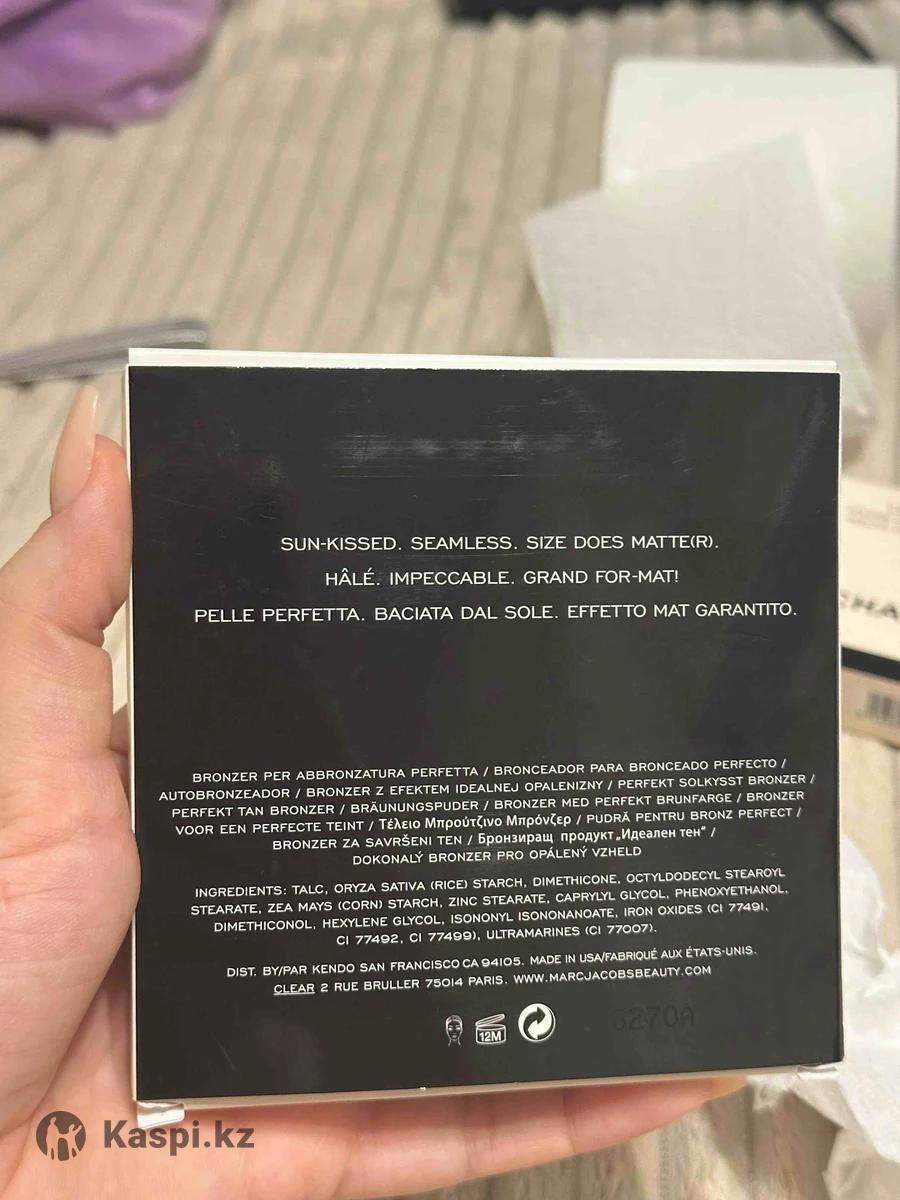 SUN-KISSED. SEAMLESS. SIZE DOES MATTE(R).
HÂLÉ. IMPECCABLE. GRAND FOR-MAT!
PELLE PERFETTA. BACIATA DAL SOLE. EFFETTO MAT GARANTITO.
BRONZER PER ABBRONZATURA PERFETTA / BRONCEADOR PARA BRONCEADO PERFECTO /
AUTOBRONZEADOR / BRONZER Z EFEKTEM IDEALNEJ OPALENIZNY / PERFEKT SOLKYSST BRONZER /
PERFEKT TAN BRONZER / BRÄUNUNGSPUDER / BRONZER MED PERFEKT BRUNFARGE / BRONZER
VOOR EEN PERFECTE TEINT / Τέλειο Μπρούτζινο Μπρόνζερ / PUDRĂ PENTRU BRONZ PERFECT /
BRONZER ZA SAVRŠENI TEN / Бронзиращ продукт „Идеален тен“ /
DOKONALÝ BRONZER PRO OPÁLENÝ VZHELD
INGREDIENTS: TALC, ORYZA SATIVA (RICE) STARCH, DIMETHICONE, OCTYLDODECYL STEAROYL
STEARATE, ZEA MAYS (CORN) STARCH, ZINC STEARATE, CAPRYLYL GLYCOL, PHENOXYETHANOL,
DIMETHICONOL, HEXYLENE GLYCOL, ISONONYL ISONONANOATE, IRON OXIDES (CI 77491,
CI 77492, CI 77499), ULTRAMARINES (CI 77007).
DIST. BY/PAR KENDO SAN FRANCISCO CA 94105. MADE IN USA/FABRIQUÉ AUX ÉTATS-UNIS.
CLEAR 2 RUE BRULLER 75014 PARIS. WWW.MARCJACOBSBEAUTY.COM
12M
Kaspi.kz